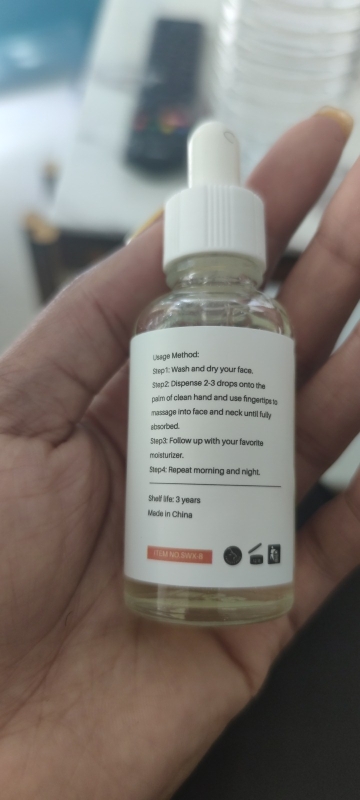 Usage Method:
Step1: Wash and dry your face.
Step2: Dispense 2-3 drops onto the
palm of clean hand and use fingertips to
massage into face and neck until fully
absorbed.
Step3: Follow up with your favorite
moisturizer.
Step4: Repeat morning and night.
Shelf life: 3 years
Made in China
ITEM NO.